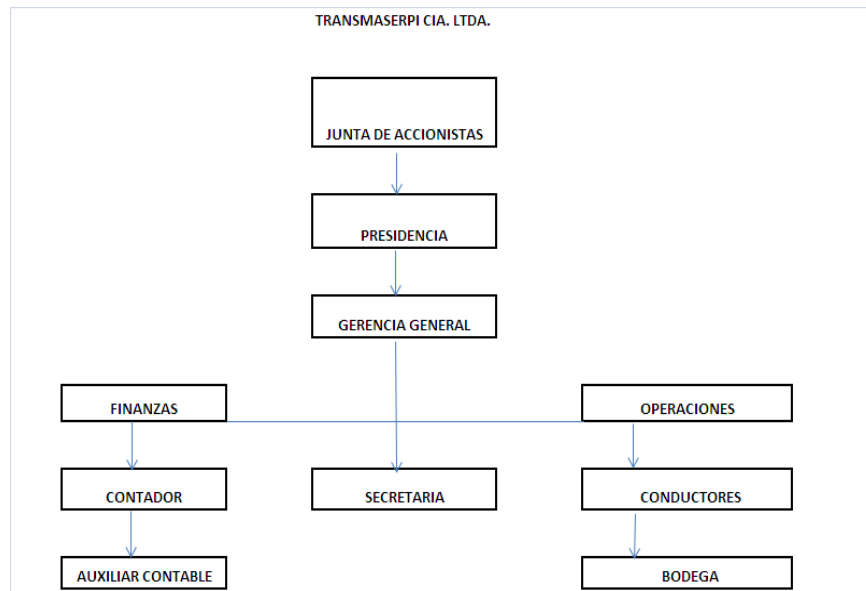 TRANSMASERPI CIA. LTDA.
JUNTA DE ACCIONISTAS
PRESIDENCIA
GERENCIA GENERAL
FINANZAS
OPERACIONES
CONTADOR
SECRETARIA
CONDUCTORES
AUXILIAR CONTABLE
BODEGA